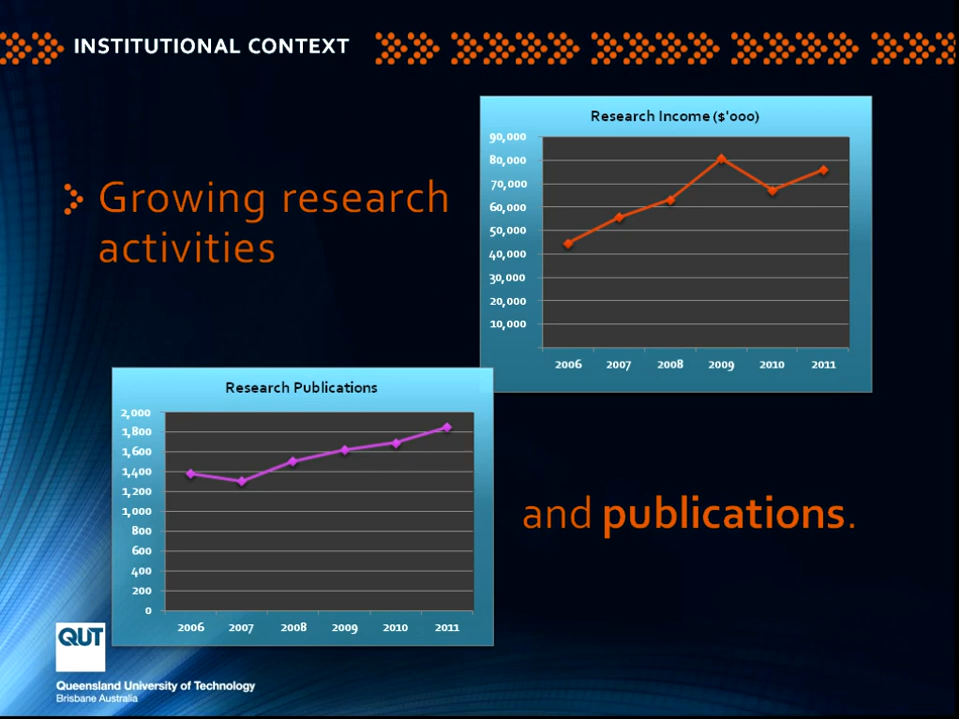 INSTITUTIONAL CONTEXT
Growing research
activities
Research Income ($'000)
90,000
80,000
70,000
60,000
50,000
40,000
30,000
20,000
10,000
2006 2007 2008 2009 2010 2011
Research Publications
2,000
1,800
1,600
1,400
1,200
1,000
800
600
400
200
0
2006 2007 2008 2009 2010 2011
and publications.
QUT
Queensland University of Technology
Brisbane Australia